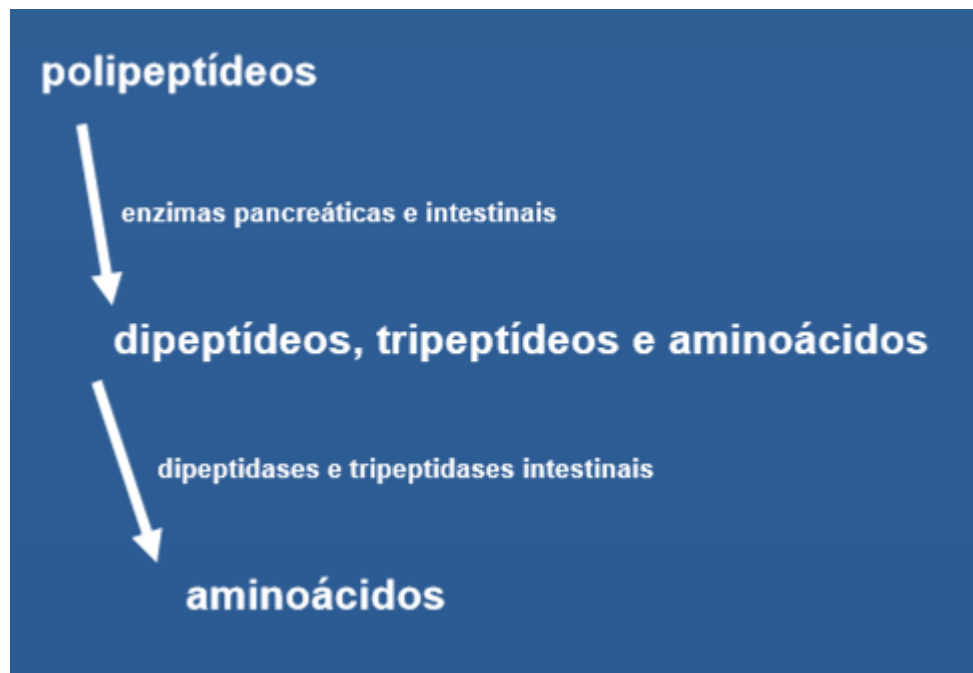 polipeptídeos
enzimas pancreáticas e intestinais
dipeptídeos, tripeptídeos e aminoácidos
dipeptidases e tripeptidases intestinais
aminoácidos